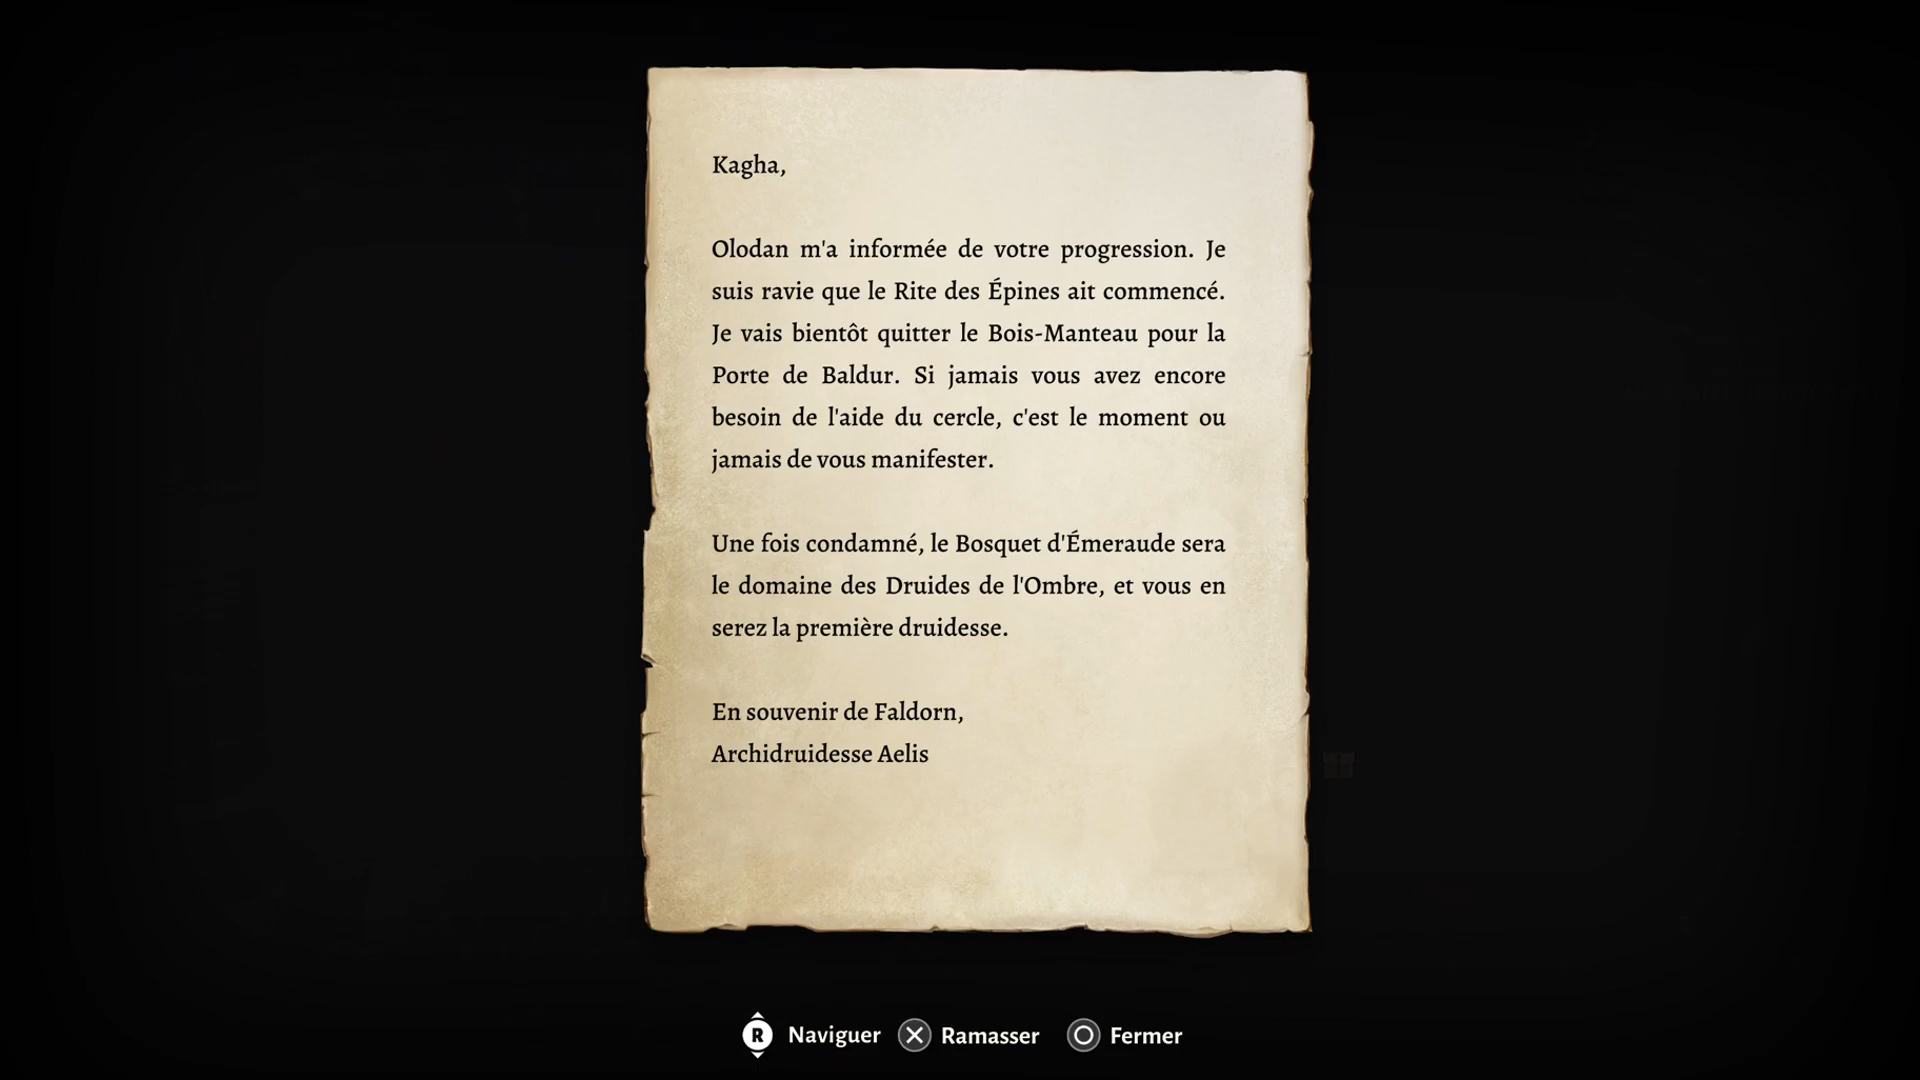 Kagha,
Olodan m'a informée de votre progression. Je
suis ravie que le Rite des Épines ait commencé.
Je vais bientôt quitter le Bois-Manteau pour la
Porte de Baldur. Si jamais vous avez encore
besoin de l'aide du cercle, c'est le moment ou
jamais de vous manifester.
Une fois condamné, le Bosquet d'Émeraude sera
le domaine des Druides de l'Ombre, et vous en
serez la première druidesse.
En souvenir de Faldorn,
Archidruidesse Aelis
R Naviguer Ramasser Fermer